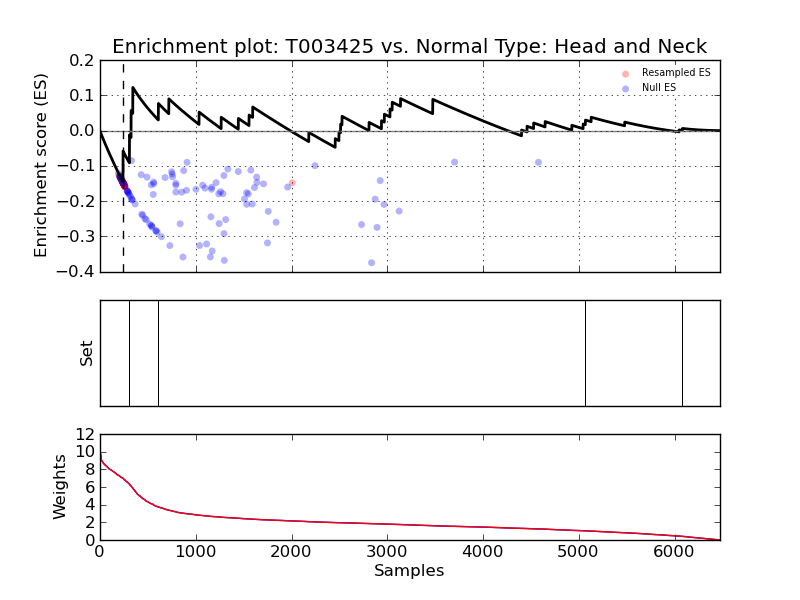 Enrichment plot: T003425 vs. Normal Type: Head and Neck
Enrichment score (ES)
0.2
0.1
0.0
−0.1
−0.2
−0.3
−0.4
Resampled ES
Null ES
Set
Weights
12
10
8
6
4
2
0
0 1000 2000 3000 4000 5000 6000
Samples